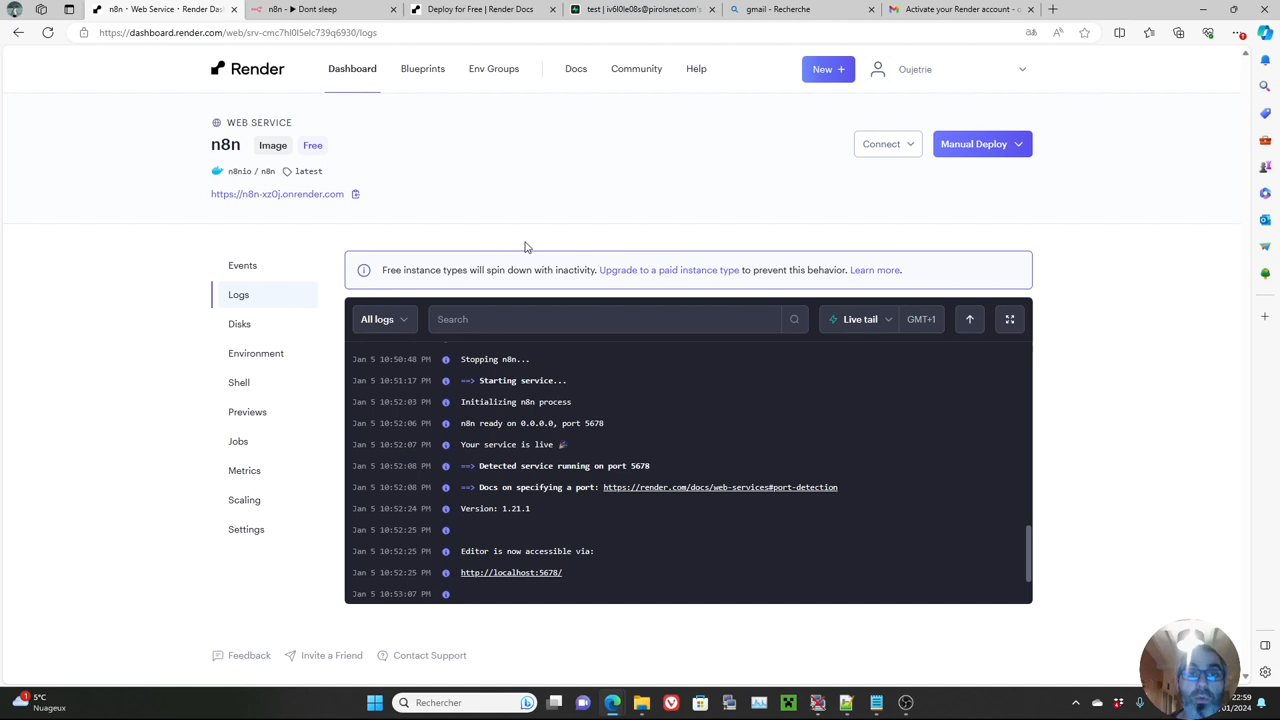 n8n · Web Service · Render Das
n8n - ▶ Dont sleep
Deploy for Free | Render Docs
test | iv6l0le08@pirolsnet.com's
gmail - Recherche
Activate your Render account - c
https://dashboard.render.com/web/srv-cmc7hl0l5elc739q6930/logs
Render
Dashboard
Blueprints
Env Groups
Docs
Community
Help
New +
Oujetrie
WEB SERVICE
n8n
Image
Free
Connect
Manual Deploy
n8nio / n8n
latest
https://n8n-xz0j.onrender.com
Events
Logs
Disks
Environment
Shell
Previews
Jobs
Metrics
Scaling
Settings
Free instance types will spin down with inactivity. Upgrade to a paid instance type to prevent this behavior. Learn more.
All logs
Search
Live tail
GMT+1
Jan 5 10:50:48 PM Stopping n8n...
Jan 5 10:51:17 PM ==> Starting service...
Jan 5 10:52:03 PM Initializing n8n process
Jan 5 10:52:06 PM n8n ready on 0.0.0.0, port 5678
Jan 5 10:52:07 PM Your service is live 🎉
Jan 5 10:52:08 PM ==> Detected service running on port 5678
Jan 5 10:52:08 PM ==> Docs on specifying a port: https://render.com/docs/web-services#port-detection
Jan 5 10:52:24 PM Version: 1.21.1
Jan 5 10:52:25 PM
Jan 5 10:52:25 PM Editor is now accessible via:
Jan 5 10:52:25 PM http://localhost:5678/
Jan 5 10:53:07 PM
Feedback
Invite a Friend
Contact Support
1
5°C
Nuageux
Rechercher
22:59
/01/2024